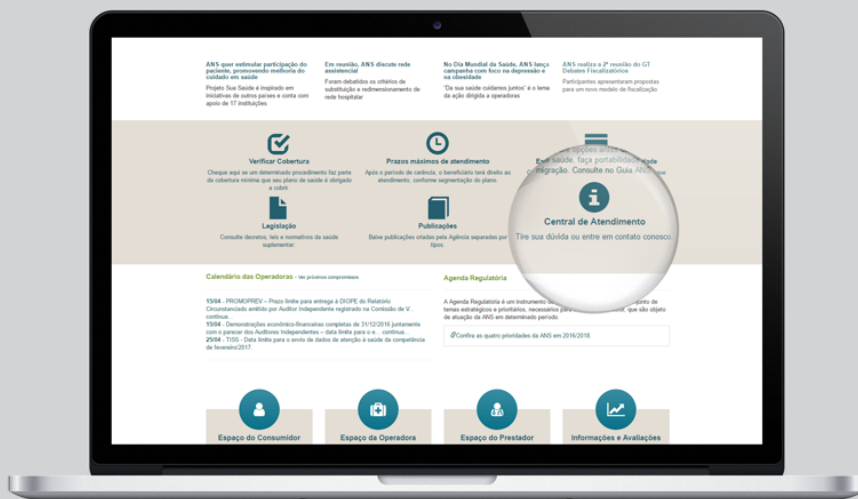 ANS quer estimular participação do
paciente, promovendo melhoria do
cuidado em saúde
Projeto Sua Saúde é inspirado em
iniciativas de outros países e conta com
apoio de 17 instituições
Em reunião, ANS discute rede
assistencial
Foram debatidos os critérios de
substituição e redimensionamento de
rede hospitalar
No Dia Mundial da Saúde, ANS lança
campanha com foco na depressão e
na obesidade
"Da sua saúde cuidamos juntos" é o lema
da ação dirigida a operadoras
ANS realiza a 2ª reunião do GT
Debates Fiscalizatórios
Participantes apresentaram propostas
para um novo modelo de fiscalização
Verificar Cobertura
Cheque aqui se um determinado procedimento faz parte
da cobertura mínima que seu plano de saúde é obrigado
a cobrir.
Prazos máximos de atendimento
Após o período de carência, o beneficiário terá direito ao
atendimento, conforme segmentação do plano.
opções antes
saúde, faça portabilidade
migração. Consulte no Guia ANS
Legislação
Consulte decretos, leis e normativos da saúde
suplementar.
Publicações
Baixe publicações citadas pela Agência separadas por
tipos.
Central de Atendimento
Tire sua dúvida ou entre em contato conosco.
Calendário das Operadoras - Ver próximos compromissos
15/04 - PROMOPREV – Prazo limite para entrega à DIOPE do Relatório
Circunstanciado emitido por Auditor Independente registrado na Comissão de V...
continua...
15/04 - Demonstrações econômico-financeiras completas de 31/12/2016 juntamente
com o parecer dos Auditores Independentes – data limite para o e... continua...
25/04 - TISS - Data limite para o envio de dados de atenção à saúde da competência
de fevereiro/2017.
Agenda Regulatória
A Agenda Regulatória é um instrumento de
temas estratégicos e prioritários, necessários para
que são objeto
de atuação da ANS em determinado período.
Confira as quatro prioridades da ANS em 2016/2018.
Espaço do Consumidor
Espaço da Operadora
Espaço do Prestador
Informações e Avaliações